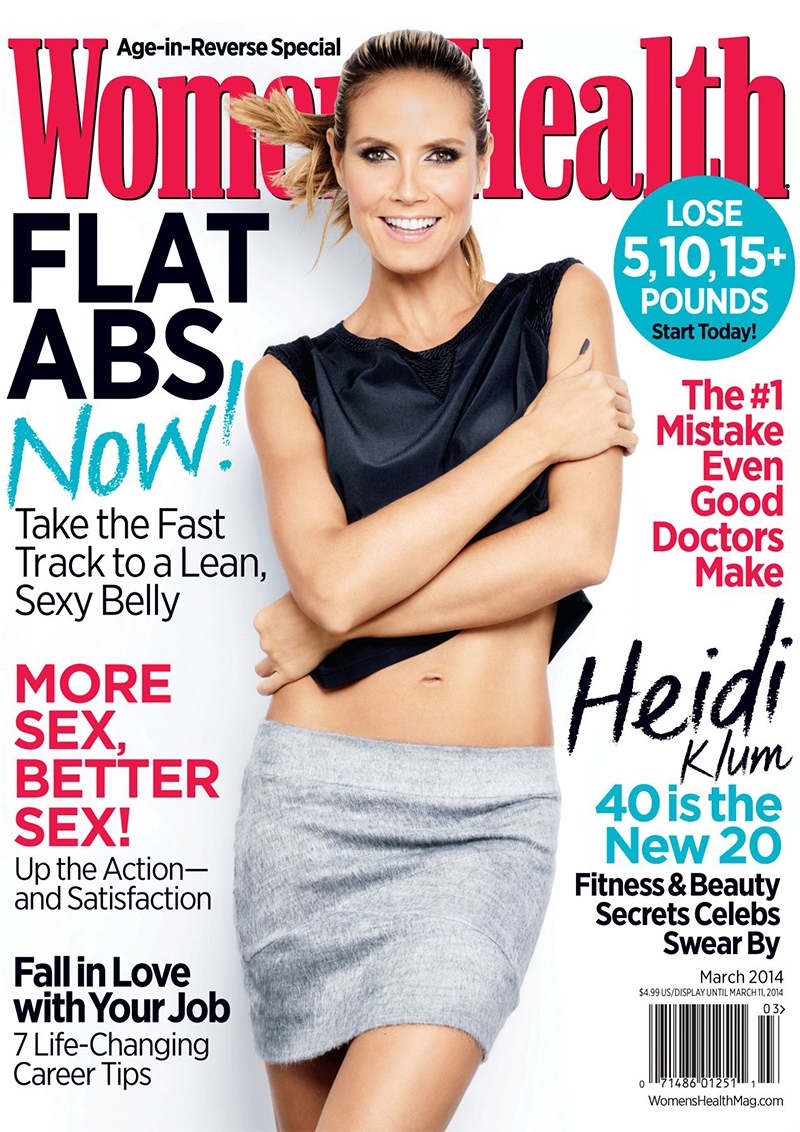 Age-in-Reverse Special
Women's Health
FLAT
ABS
Now!
Take the Fast
Track to a Lean,
Sexy Belly
MORE
SEX,
BETTER
SEX!
Up the Action—
and Satisfaction
Fall in Love
with Your Job
7 Life-Changing
Career Tips
LOSE
5,10,15+
POUNDS
Start Today!
The #1
Mistake
Even
Good
Doctors
Make
Heidi
Klum
40 is the
New 20
Fitness & Beauty
Secrets Celebs
Swear By
March 2014
$4.99 US/DISPLAY UNTIL MARCH 11, 2014
03>
0 71486 01251 1
WomensHealthMag.com